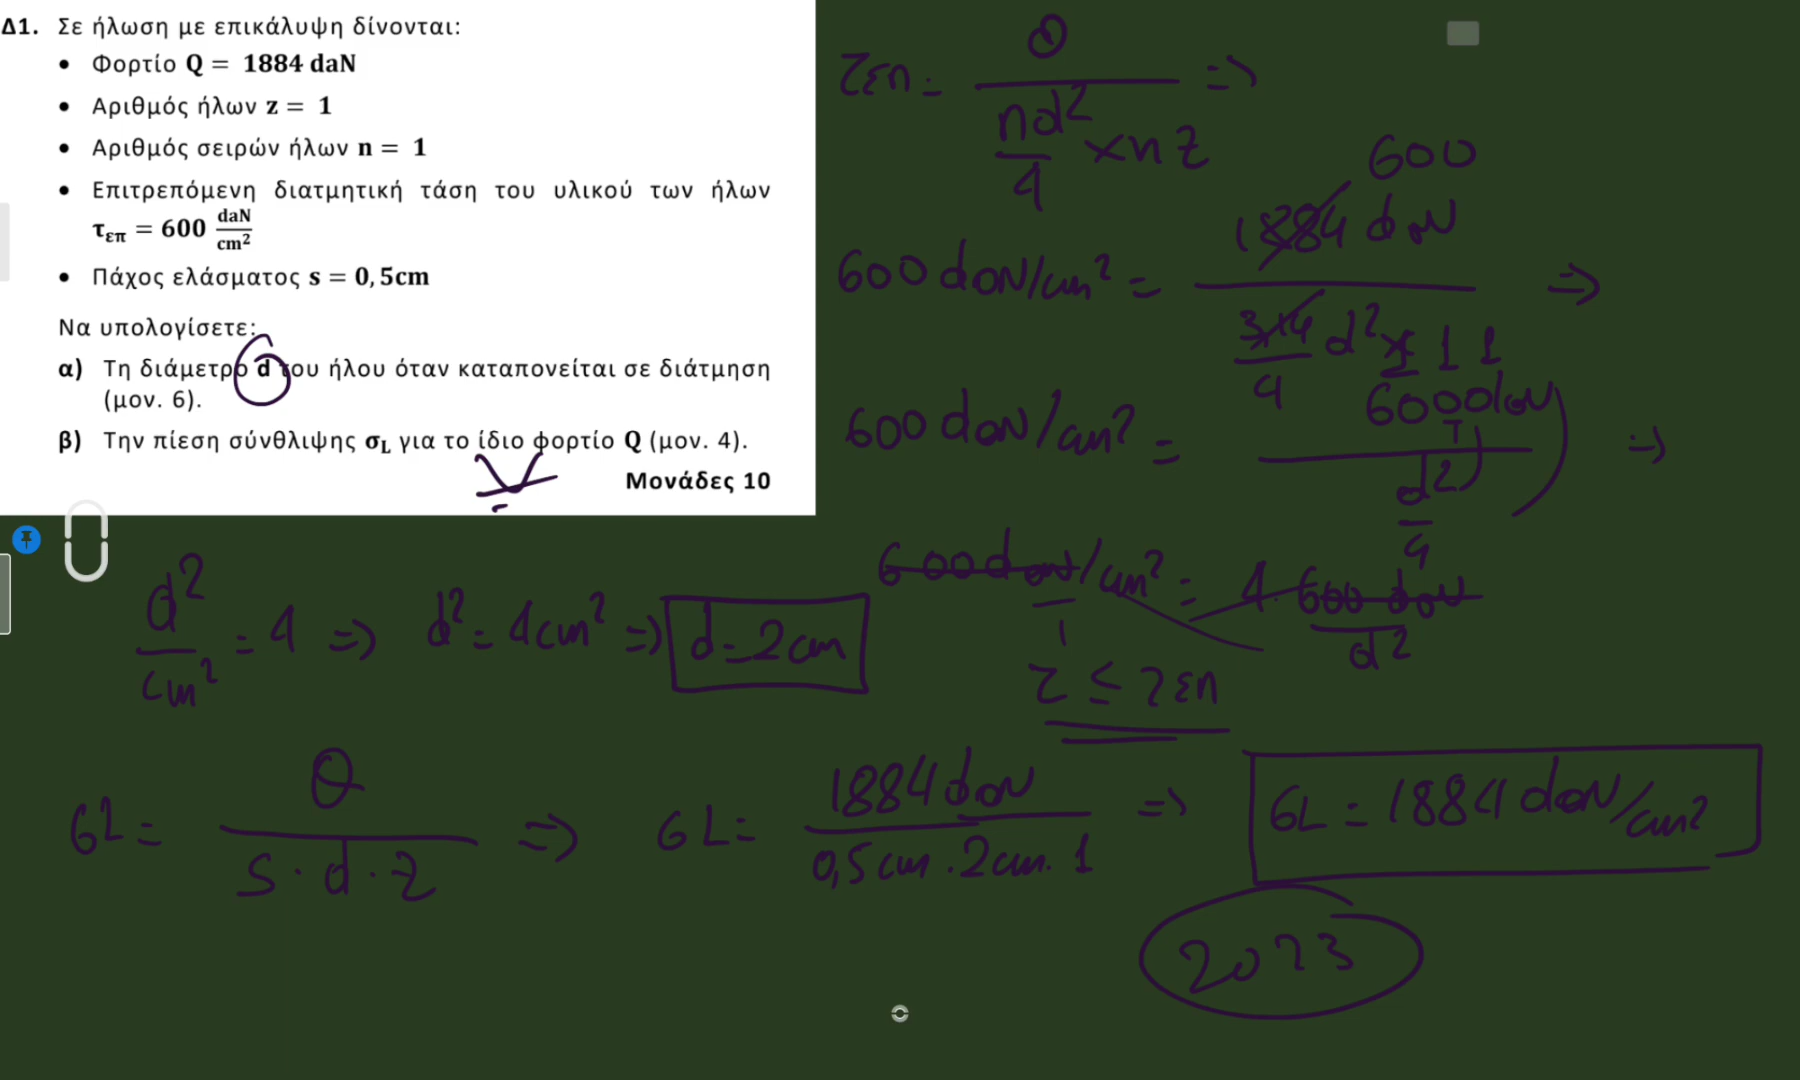 Δ1. Σε ήλωση με επικάλυψη δίνονται:
• Φορτίο Q = 1884 daN
• Αριθμός ήλων z = 1
• Αριθμός σειρών ήλων n = 1
• Επιτρεπόμενη διατμητική τάση του υλικού των ήλων
τεπ = 600 daN/cm²
• Πάχος ελάσματος s = 0,5cm
Να υπολογίσετε:
α) Τη διάμετρο d του ήλου όταν καταπονείται σε διάτμηση
(μον. 6).
β) Την πίεση σύνθλιψης σL για το ίδιο φορτίο Q (μον. 4).
Μονάδες 10
τεπ = Q / (πd²/4 × n z) =>
600
600 daN/cm² = 1884 daN / (3,14/4 d² × 1 1) =>
600 daN/cm² = 600 daN / (d²/4) =>
600 daN/cm² / 1 = 4·600 daN / d²
d²/cm² = 4 => d² = 4cm² => d = 2cm
τ ≤ τεπ
σL = Q / (s·d·z) => σL = 1884 daN / (0,5cm·2cm·1) => σL = 1884 daN/cm²
2023